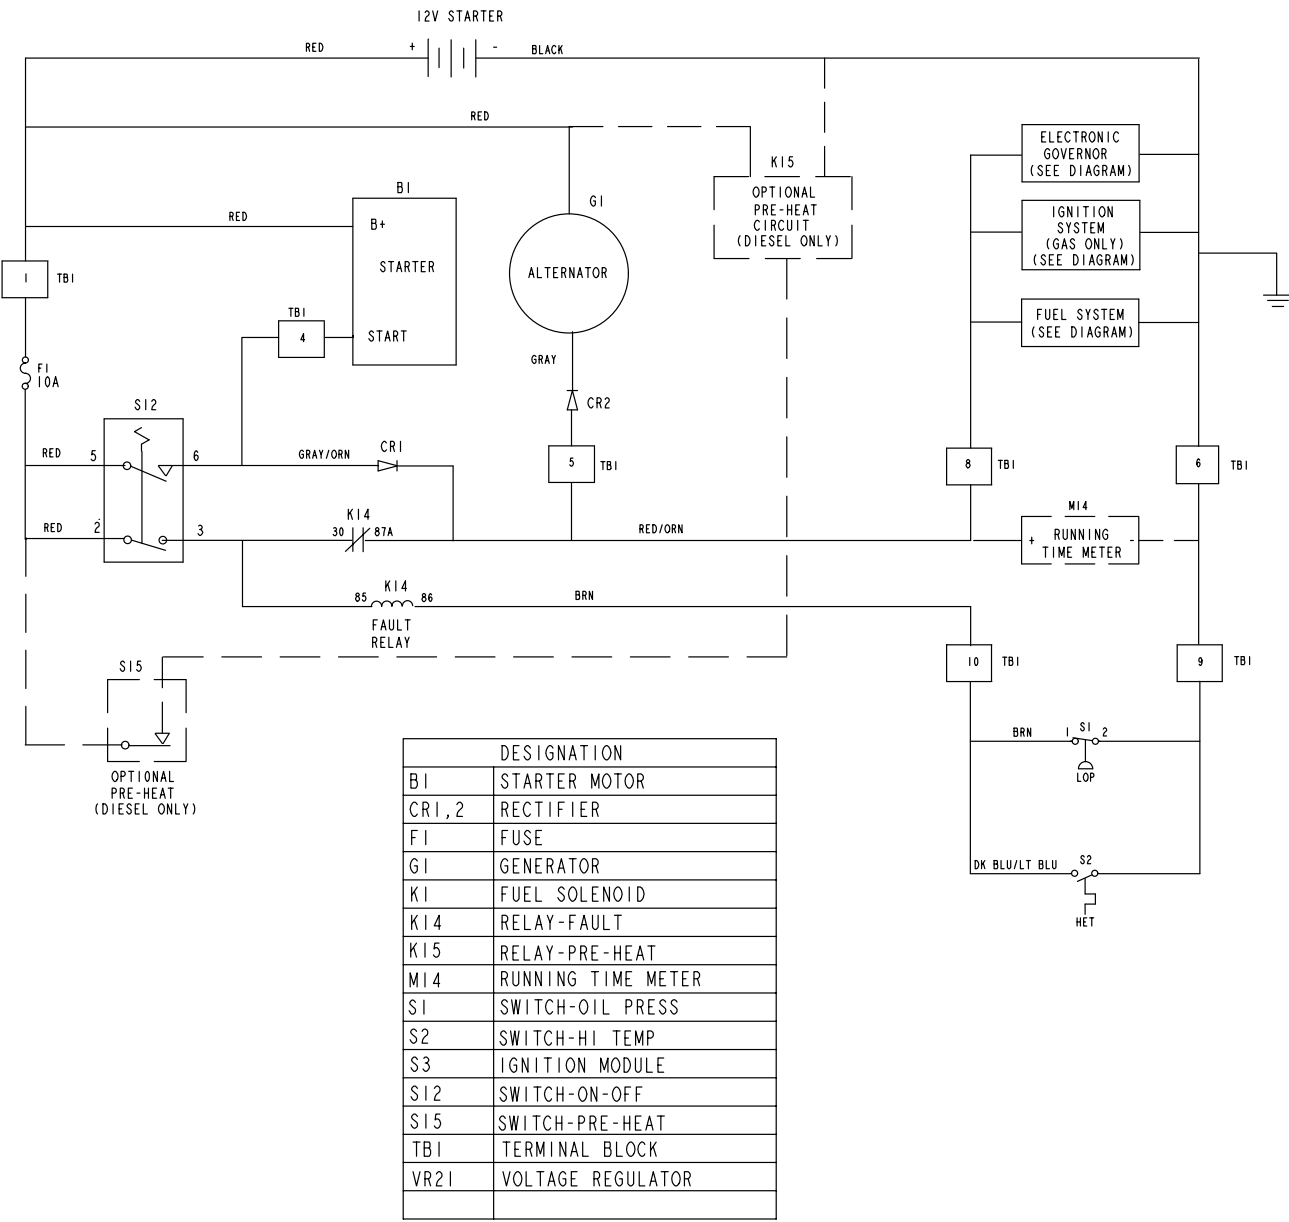 12V STARTER
RED
+
-
BLACK
RED
ELECTRONIC
GOVERNOR
(SEE DIAGRAM)
K15
B1
OPTIONAL
PRE-HEAT
CIRCUIT
(DIESEL ONLY)
G1
RED
B+
IGNITION
SYSTEM
(GAS ONLY)
(SEE DIAGRAM)
STARTER
ALTERNATOR
1
TB1
TB1
4
START
FUEL SYSTEM
(SEE DIAGRAM)
GRAY
F1
10A
CR2
S12
RED
5
6
GRAY/ORN
CR1
5
TB1
8
TB1
6
TB1
RED
2
3
K14
30
87A
RED/ORN
M14
+
RUNNING
TIME METER
-
K14
85
86
BRN
FAULT
RELAY
S15
10
TB1
9
TB1
BRN
1
S1
2
LOP
OPTIONAL
PRE-HEAT
(DIESEL ONLY)
DK BLU/LT BLU
S2
HET
DESIGNATION
B1 STARTER MOTOR
CR1,2 RECTIFIER
F1 FUSE
G1 GENERATOR
K1 FUEL SOLENOID
K14 RELAY-FAULT
K15 RELAY-PRE-HEAT
M14 RUNNING TIME METER
S1 SWITCH-OIL PRESS
S2 SWITCH-HI TEMP
S3 IGNITION MODULE
S12 SWITCH-ON-OFF
S15 SWITCH-PRE-HEAT
TB1 TERMINAL BLOCK
VR21 VOLTAGE REGULATOR